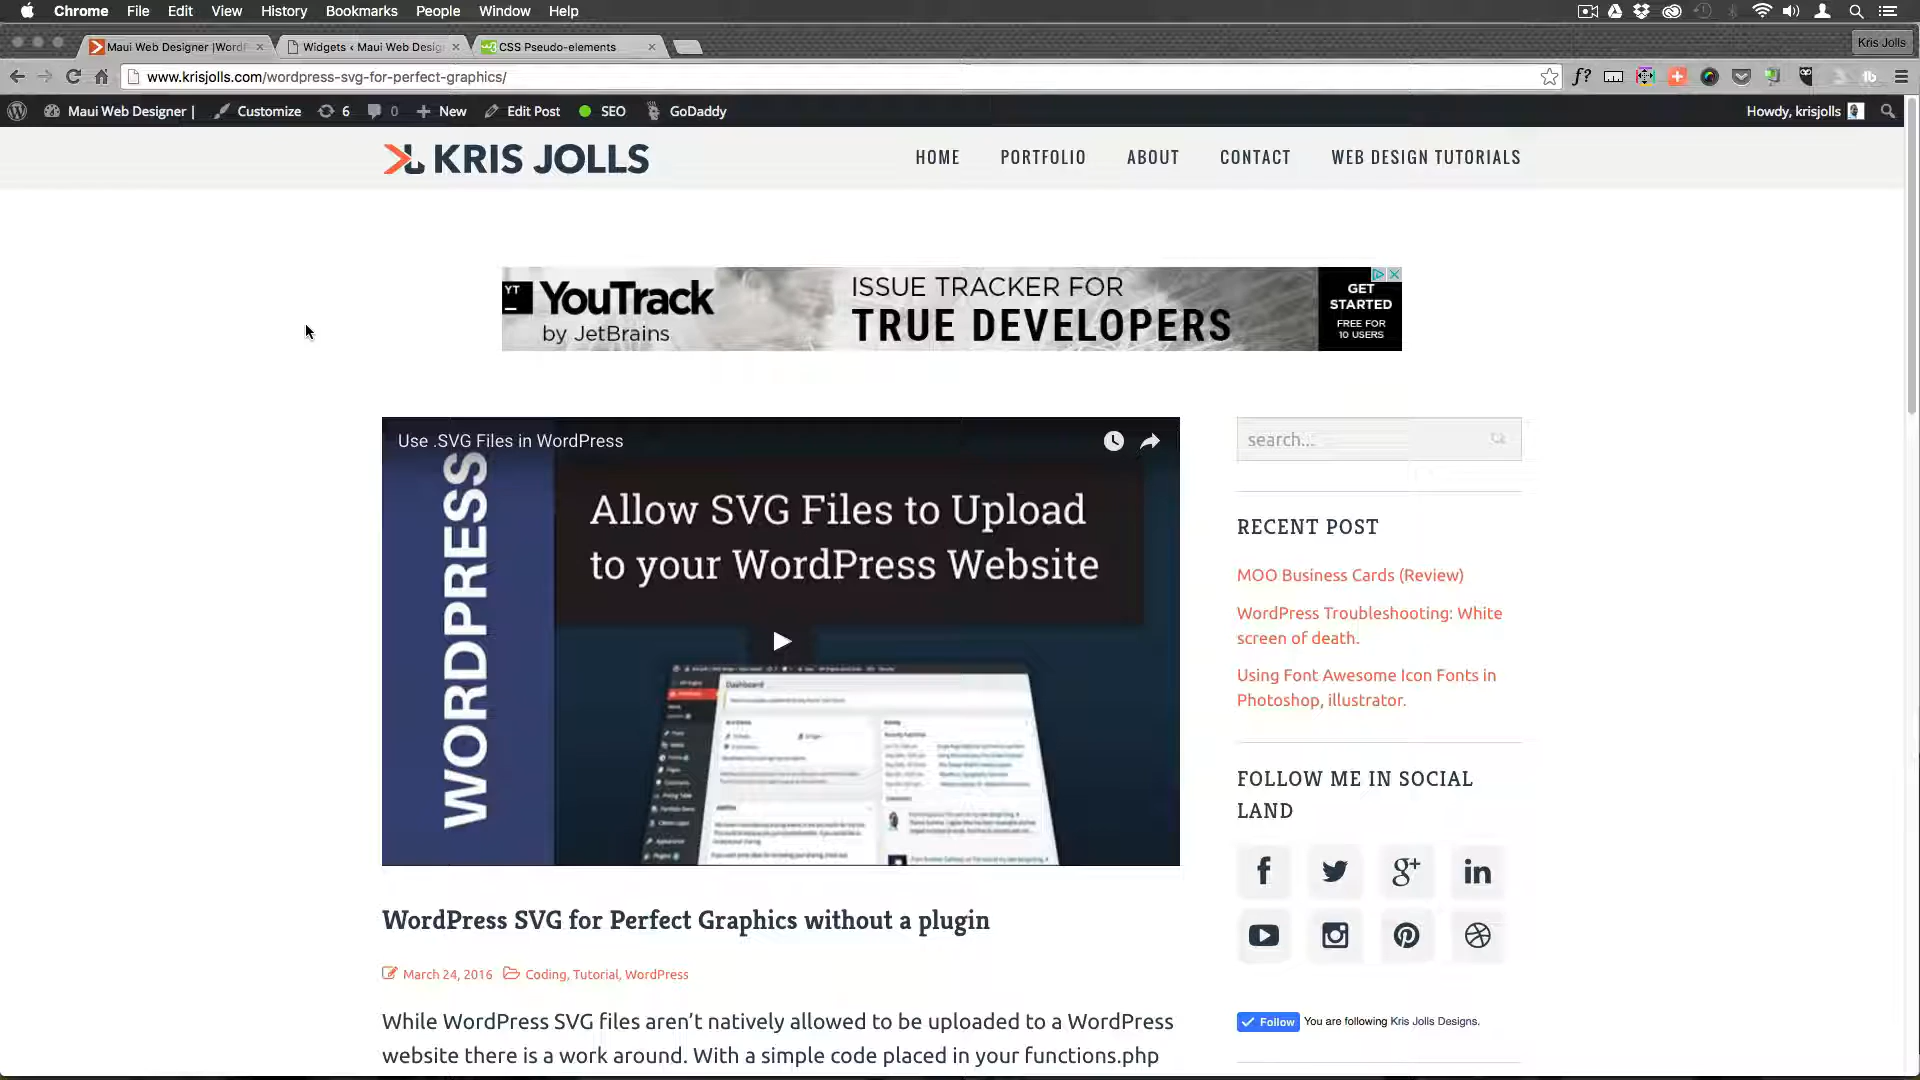 Chrome File Edit View History Bookmarks People Window Help
Maui Web Designer |WordP Widgets ‹ Maui Web Desig CSS Pseudo-elements Kris Jolls
www.krisjolls.com/wordpress-svg-for-perfect-graphics/
Maui Web Designer | Customize 6 0 New Edit Post SEO GoDaddy Howdy, krisjolls
KRIS JOLLS HOME PORTFOLIO ABOUT CONTACT WEB DESIGN TUTORIALS
YT YouTrack
by JetBrains
ISSUE TRACKER FOR
TRUE DEVELOPERS
GET
STARTED
FREE FOR
10 USERS
Use .SVG Files in WordPress
WORDPRESS
Allow SVG Files to Upload
to your WordPress Website
Dashboard
WordPress SVG for Perfect Graphics without a plugin
March 24, 2016 Coding, Tutorial, WordPress
While WordPress SVG files aren’t natively allowed to be uploaded to a WordPress
website there is a work around. With a simple code placed in your functions.php
search...
RECENT POST
MOO Business Cards (Review)
WordPress Troubleshooting: White
screen of death.
Using Font Awesome Icon Fonts in
Photoshop, illustrator.
FOLLOW ME IN SOCIAL
LAND
Follow You are following Kris Jolls Designs.